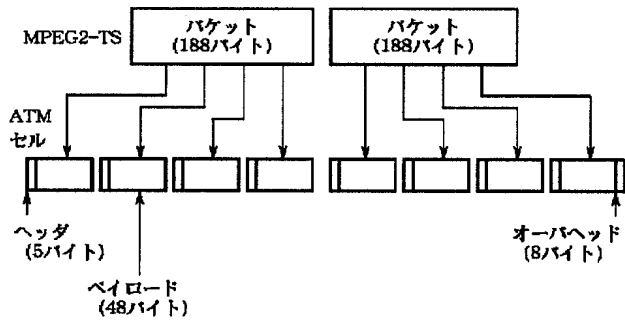 MPEG2-TS
パケット
(188バイト)
パケット
(188バイト)
ATM
セル
ヘッダ
(5バイト)
ペイロード
(48バイト)
オーバヘッド
(8バイト)